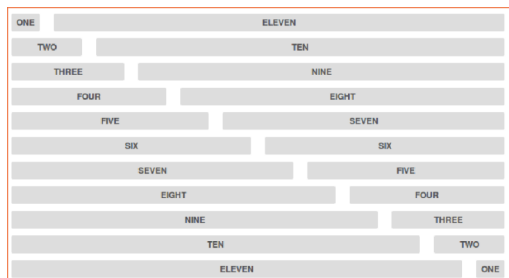 ONE ELEVEN
TWO TEN
THREE NINE
FOUR EIGHT
FIVE SEVEN
SIX SIX
SEVEN FIVE
EIGHT FOUR
NINE THREE
TEN TWO
ELEVEN ONE